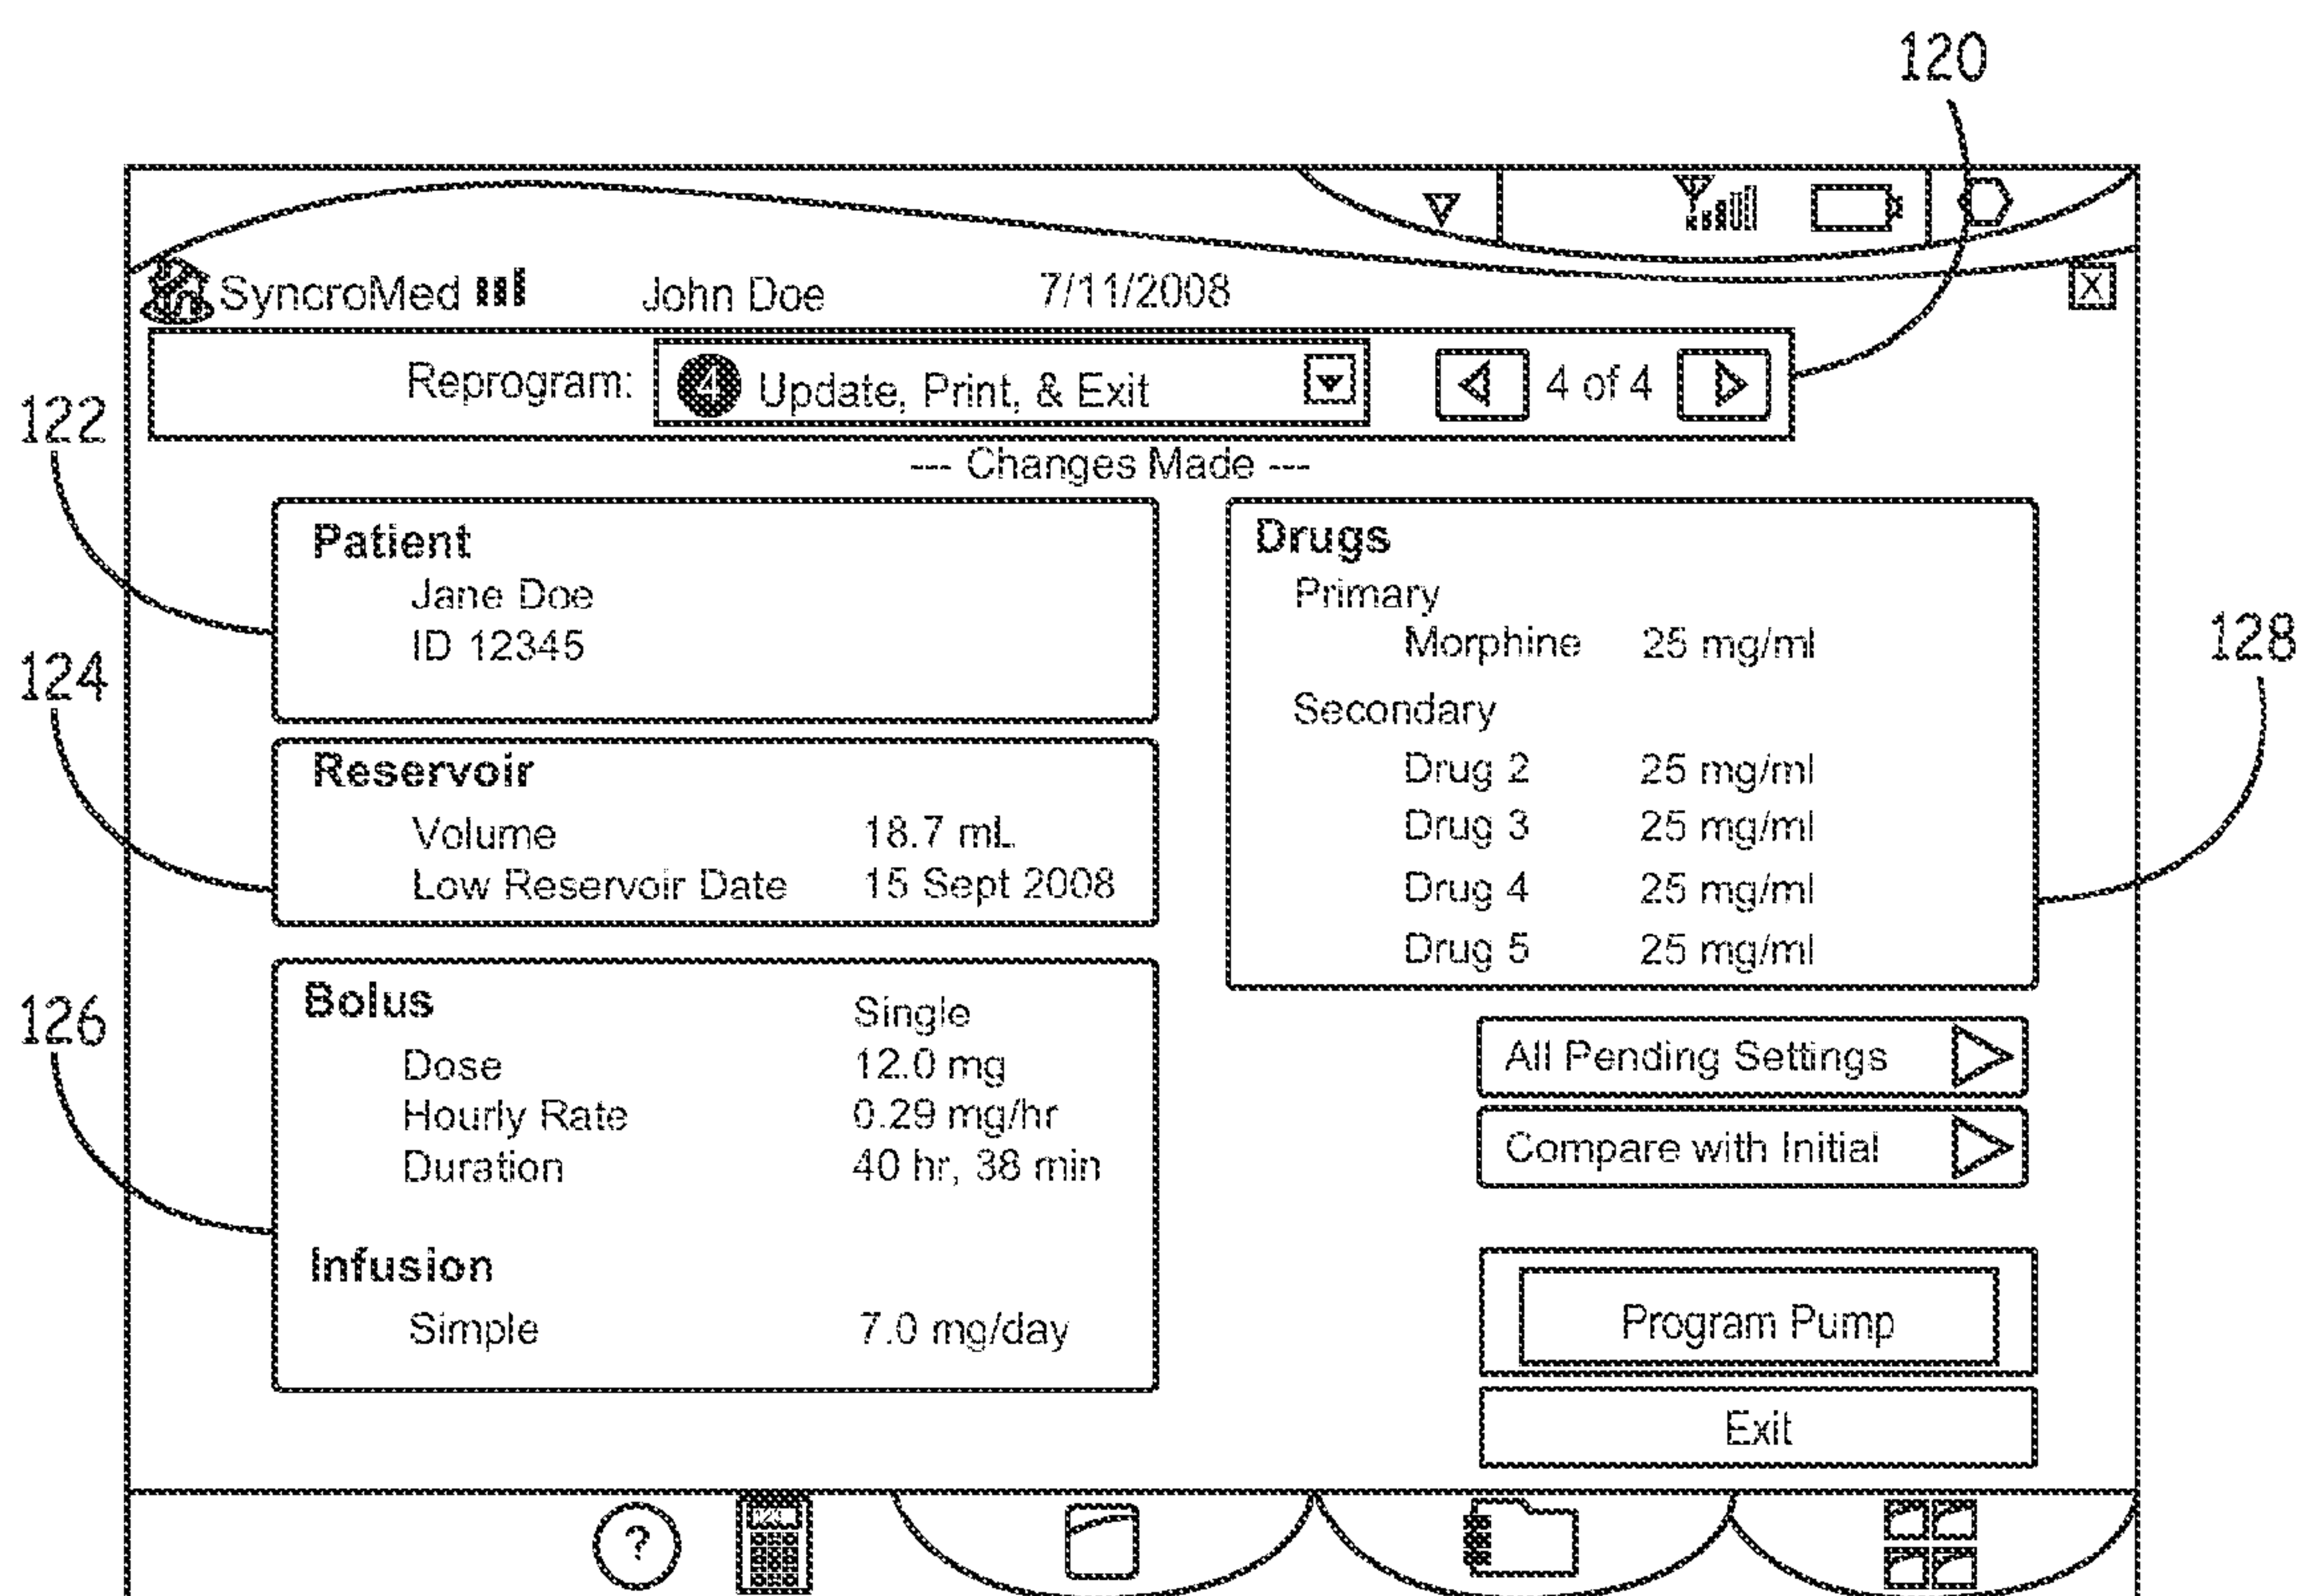 120
SyncroMed John Doe 7/11/2008 X
Reprogram: 4 Update, Print, & Exit 4 of 4
--- Changes Made ---
122
Patient
Jane Doe
ID 12345
124
Reservoir
Volume 18.7 mL
Low Reservoir Date 15 Sept 2008
126
Bolus Single
Dose 12.0 mg
Hourly Rate 0.29 mg/hr
Duration 40 hr, 38 min
Infusion
Simple 7.0 mg/day
Drugs
Primary
Morphine 25 mg/ml
Secondary
Drug 2 25 mg/ml
Drug 3 25 mg/ml
Drug 4 25 mg/ml
Drug 5 25 mg/ml
128
All Pending Settings
Compare with Initial
Program Pump
Exit
?